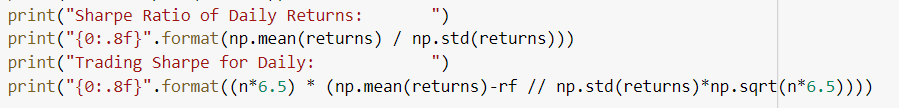 print("Sharpe Ratio of Daily Returns:       ")
print("{0:.8f}".format(np.mean(returns) / np.std(returns)))
print("Trading Sharpe for Daily:            ")
print("{0:.8f}".format((n*6.5) * (np.mean(returns)-rf // np.std(returns)*np.sqrt(n*6.5))))